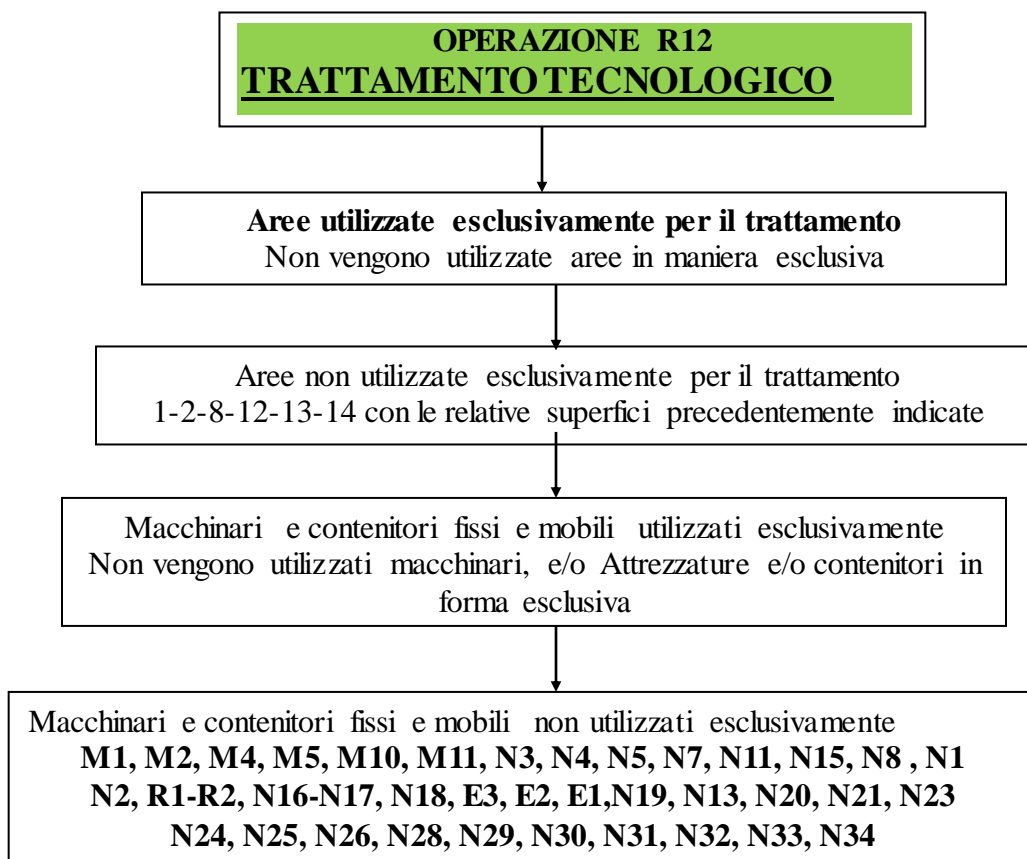 OPERAZIONE R12
TRATTAMENTO TECNOLOGICO
Aree utilizzate esclusivamente per il trattamento
Non vengono utilizzate aree in maniera esclusiva
Aree non utilizzate esclusivamente per il trattamento
1-2-8-12-13-14 con le relative superfici precedentemente indicate
Macchinari e contenitori fissi e mobili utilizzati esclusivamente
Non vengono utilizzati macchinari, e/o Attrezzature e/o contenitori in
forma esclusiva
Macchinari e contenitori fissi e mobili non utilizzati esclusivamente
M1, M2, M4, M5, M10, M11, N3, N4, N5, N7, N11, N15, N8 , N1
N2, R1-R2, N16-N17, N18, E3, E2, E1,N19, N13, N20, N21, N23
N24, N25, N26, N28, N29, N30, N31, N32, N33, N34